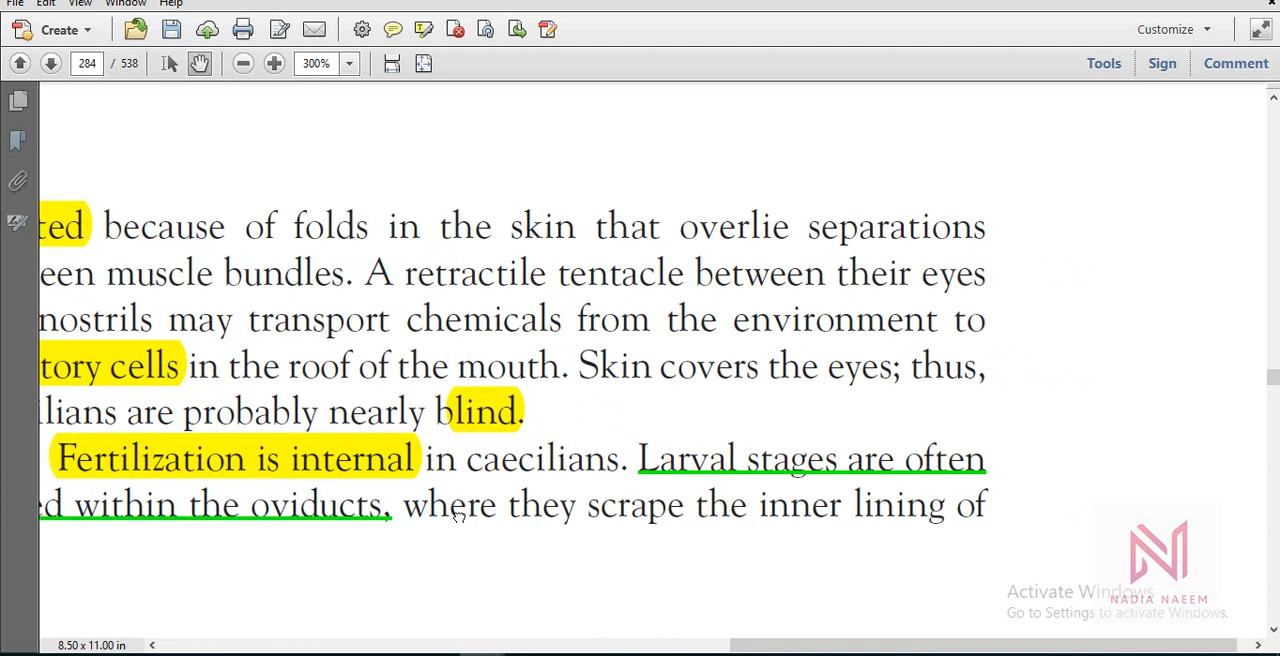 File Edit View Window Help
Create Customize
284 / 538 300% Tools Sign Comment
ted because of folds in the skin that overlie separations
een muscle bundles. A retractile tentacle between their eyes
nostrils may transport chemicals from the environment to
tory cells in the roof of the mouth. Skin covers the eyes; thus,
ilians are probably nearly blind.
Fertilization is internal in caecilians. Larval stages are often
ed within the oviducts, where they scrape the inner lining of
Activate Windows
NADIA NAEEM
Go to Settings to activate Windows.
8.50 x 11.00 in